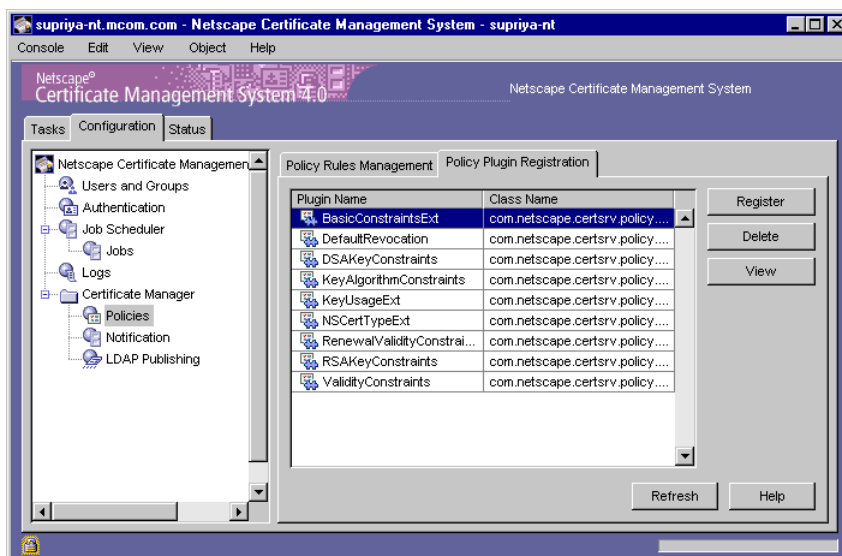 supriya-nt.mcom.com - Netscape Certificate Management System - supriya-nt
Console Edit View Object Help
Netscape®
Certificate Management System 4.0
Netscape Certificate Management System
Tasks Configuration Status
Netscape Certificate Managemen
Users and Groups
Authentication
Job Scheduler
Jobs
Logs
Certificate Manager
Policies
Notification
LDAP Publishing
Policy Rules Management Policy Plugin Registration
Plugin Name Class Name
BasicConstraintsExt com.netscape.certsrv.policy....
DefaultRevocation com.netscape.certsrv.policy....
DSAKeyConstraints com.netscape.certsrv.policy....
KeyAlgorithmConstraints com.netscape.certsrv.policy....
KeyUsageExt com.netscape.certsrv.policy....
NSCertTypeExt com.netscape.certsrv.policy....
RenewalValidityConstrai... com.netscape.certsrv.policy....
RSAKeyConstraints com.netscape.certsrv.policy....
ValidityConstraints com.netscape.certsrv.policy....
Register
Delete
View
Refresh Help